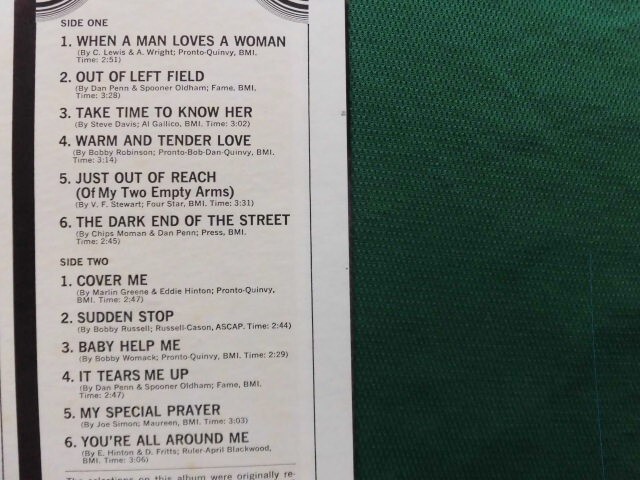 SIDE ONE
1. WHEN A MAN LOVES A WOMAN
(By C. Lewis & A. Wright; Pronto-Quinvy, BMI.
Time: 2:51)
2. OUT OF LEFT FIELD
(By Dan Penn & Spooner Oldham; Fame, BMI.
Time: 3:28)
3. TAKE TIME TO KNOW HER
(By Steve Davis; Al Gallico, BMI. Time: 3:02)
4. WARM AND TENDER LOVE
(By Bobby Robinson; Pronto-Bob-Dan-Quinvy, BMI.
Time: 3:14)
5. JUST OUT OF REACH
(Of My Two Empty Arms)
(By V. F. Stewart; Four Star, BMI. Time: 3:31)
6. THE DARK END OF THE STREET
(By Chips Moman & Dan Penn; Press, BMI.
Time: 2:45)
SIDE TWO
1. COVER ME
(By Marlin Greene & Eddie Hinton; Pronto-Quinvy,
BMI. Time: 2:47)
2. SUDDEN STOP
(By Bobby Russell; Russell-Cason, ASCAP. Time: 2:44)
3. BABY HELP ME
(By Bobby Womack; Pronto-Quinvy, BMI. Time: 2:29)
4. IT TEARS ME UP
(By Dan Penn & Spooner Oldham; Fame, BMI.
Time: 2:47)
5. MY SPECIAL PRAYER
(By Joe Simon; Maureen, BMI. Time: 3:03)
6. YOU'RE ALL AROUND ME
(By E. Hinton & D. Fritts; Ruler-April Blackwood,
BMI. Time: 3:06)
The selections on this album were originally re-